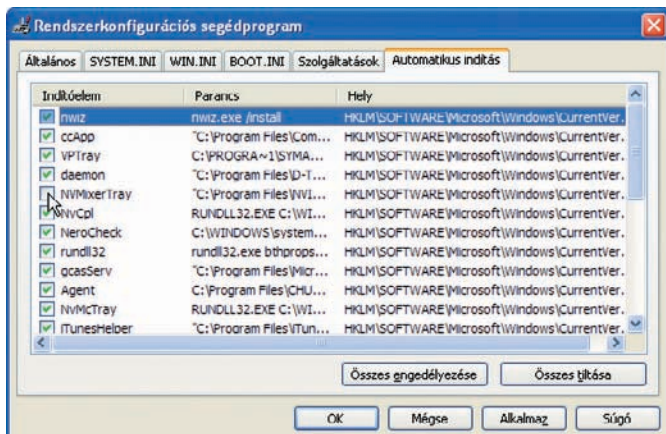 Rendszerkonfigurációs segédprogram
Általános SYSTEM.INI WIN.INI BOOT.INI Szolgáltatások Automatikus indítás
Indítóelem Parancs Hely
nwiz nwiz.exe /install HKLM\SOFTWARE\Microsoft\Windows\CurrentVer...
ccApp "C:\Program Files\Com... HKLM\SOFTWARE\Microsoft\Windows\CurrentVer...
VPTray C:\PROGRA~1\SYMA... HKLM\SOFTWARE\Microsoft\Windows\CurrentVer...
daemon "C:\Program Files\D-T... HKLM\SOFTWARE\Microsoft\Windows\CurrentVer...
NVMixerTray "C:\Program Files\NVI... HKLM\SOFTWARE\Microsoft\Windows\CurrentVer...
NvCpl RUNDLL32.EXE C:\WI... HKLM\SOFTWARE\Microsoft\Windows\CurrentVer...
NeroCheck C:\WINDOWS\system... HKLM\SOFTWARE\Microsoft\Windows\CurrentVer...
rundll32 rundll32.exe bthprops... HKLM\SOFTWARE\Microsoft\Windows\CurrentVer...
gcasServ "C:\Program Files\Micr... HKLM\SOFTWARE\Microsoft\Windows\CurrentVer...
Agent C:\Program Files\CHU... HKLM\SOFTWARE\Microsoft\Windows\CurrentVer...
NvMcTray RUNDLL32.EXE C:\WI... HKLM\SOFTWARE\Microsoft\Windows\CurrentVer...
iTunesHelper "C:\Program Files\iTun... HKLM\SOFTWARE\Microsoft\Windows\CurrentVer...
Összes engedélyezése Összes tiltása
OK Mégse Alkalmaz Súgó